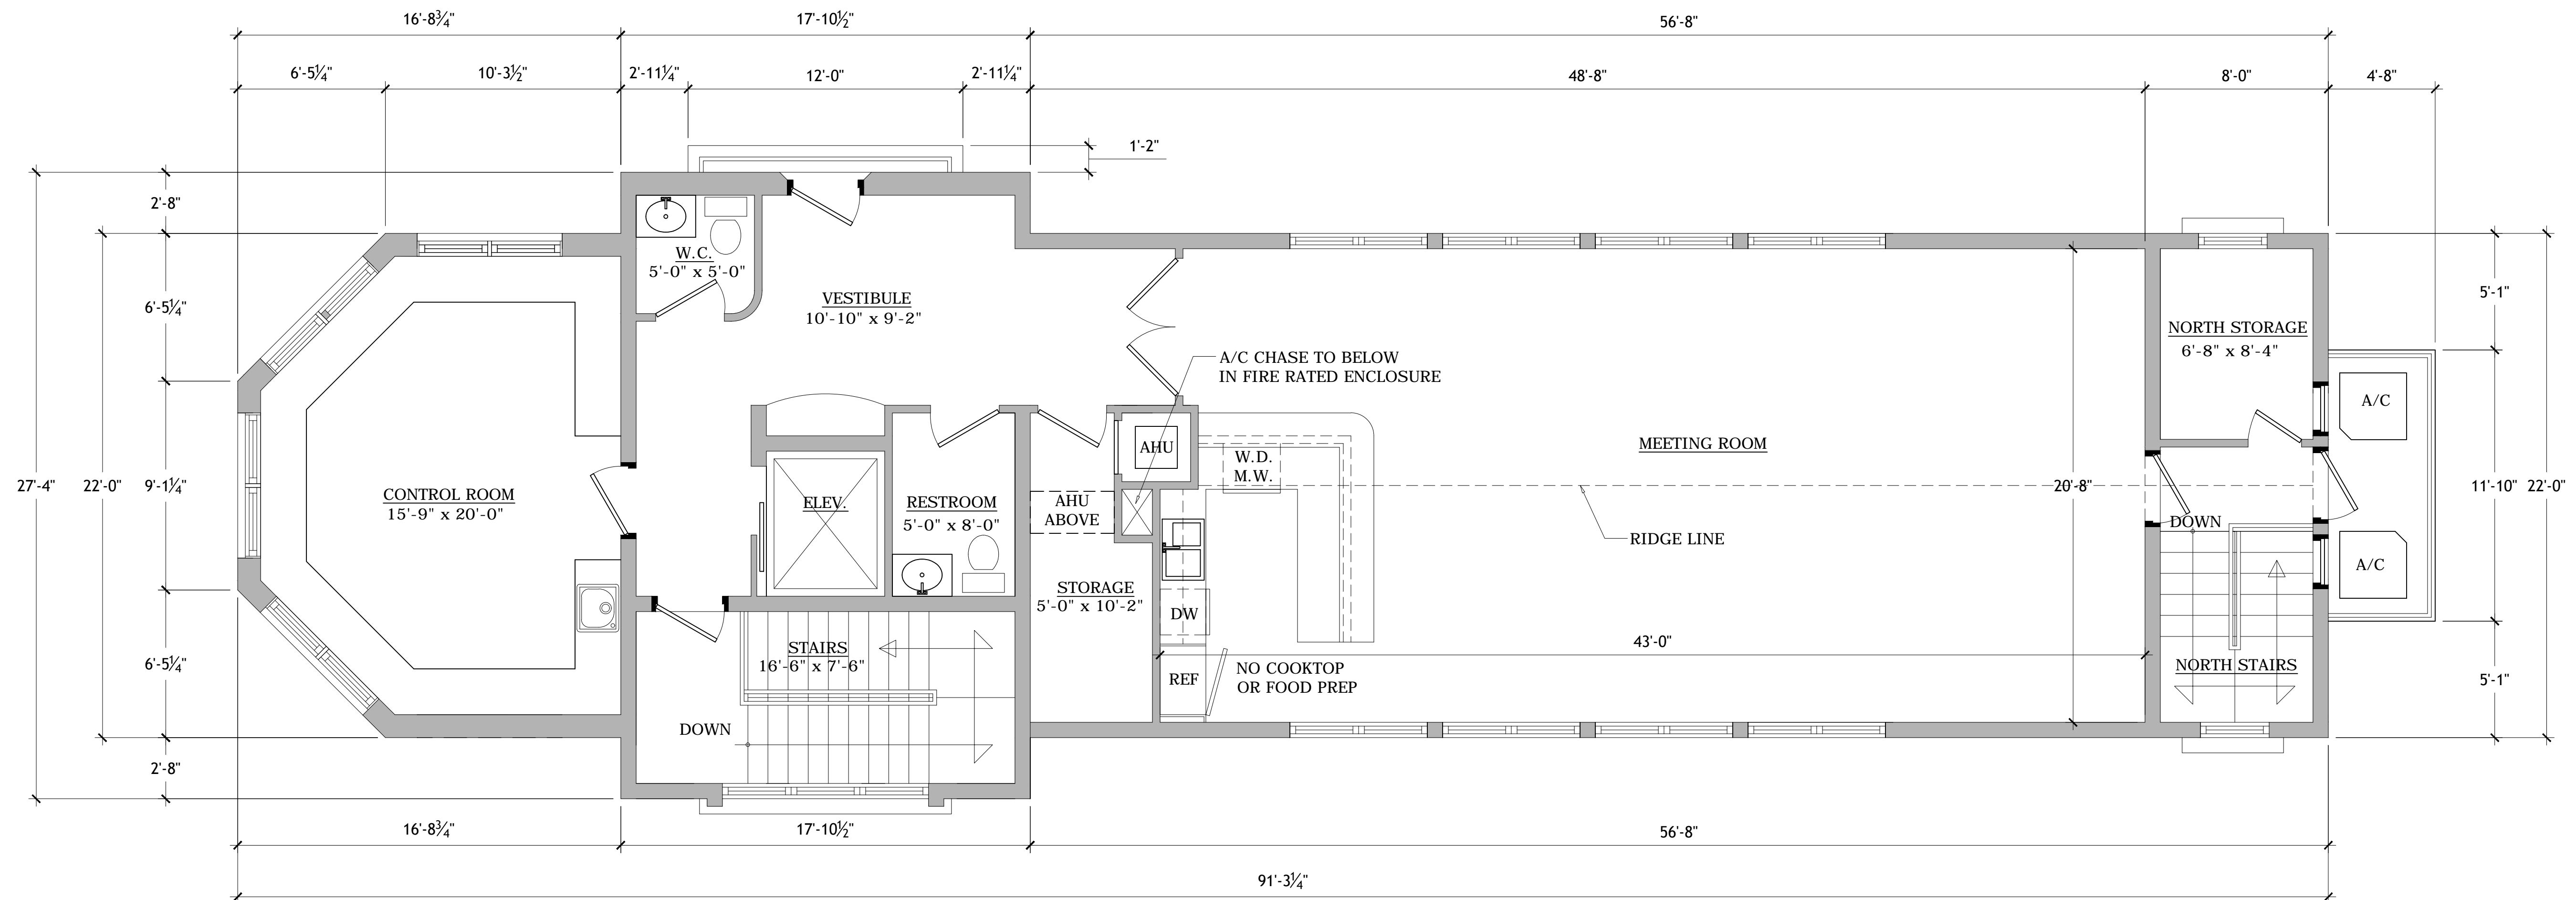 16'-8¾"
17'-10½"
56'-8"
6'-5¼"
10'-3½"
2'-11¼"
12'-0"
2'-11¼"
48'-8"
8'-0"
4'-8"
1'-2"
2'-8"
W.C.
5'-0" x 5'-0"
VESTIBULE
10'-10" x 9'-2"
6'-5¼"
5'-1"
NORTH STORAGE
6'-8" x 8'-4"
A/C CHASE TO BELOW
IN FIRE RATED ENCLOSURE
A/C
MEETING ROOM
AHU
W.D.
M.W.
27'-4"
22'-0"
9'-1¼"
CONTROL ROOM
15'-9" x 20'-0"
ELEV.
RESTROOM
5'-0" x 8'-0"
AHU
ABOVE
20'-8"
11'-10"
22'-0"
DOWN
RIDGE LINE
A/C
STORAGE
5'-0" x 10'-2"
DW
43'-0"
STAIRS
16'-6" x 7'-6"
6'-5¼"
REF
NO COOKTOP
OR FOOD PREP
NORTH STAIRS
5'-1"
DOWN
2'-8"
16'-8¾"
17'-10½"
56'-8"
91'-3¼"